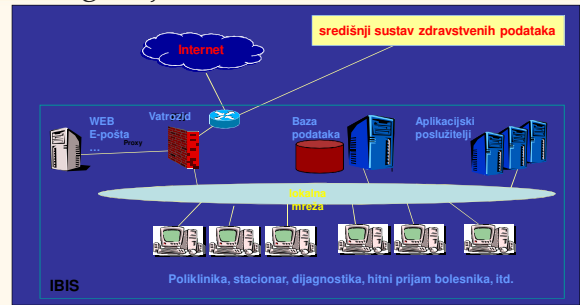 središnji sustav zdravstvenih podataka
Internet
WEB
E-pošta
...
Proxy
Vatrozid
Baza
podataka
Aplikacijski
poslužitelji
lokalna
mreža
Poliklinika, stacionar, dijagnostika, hitni prijam bolesnika, itd.
IBIS